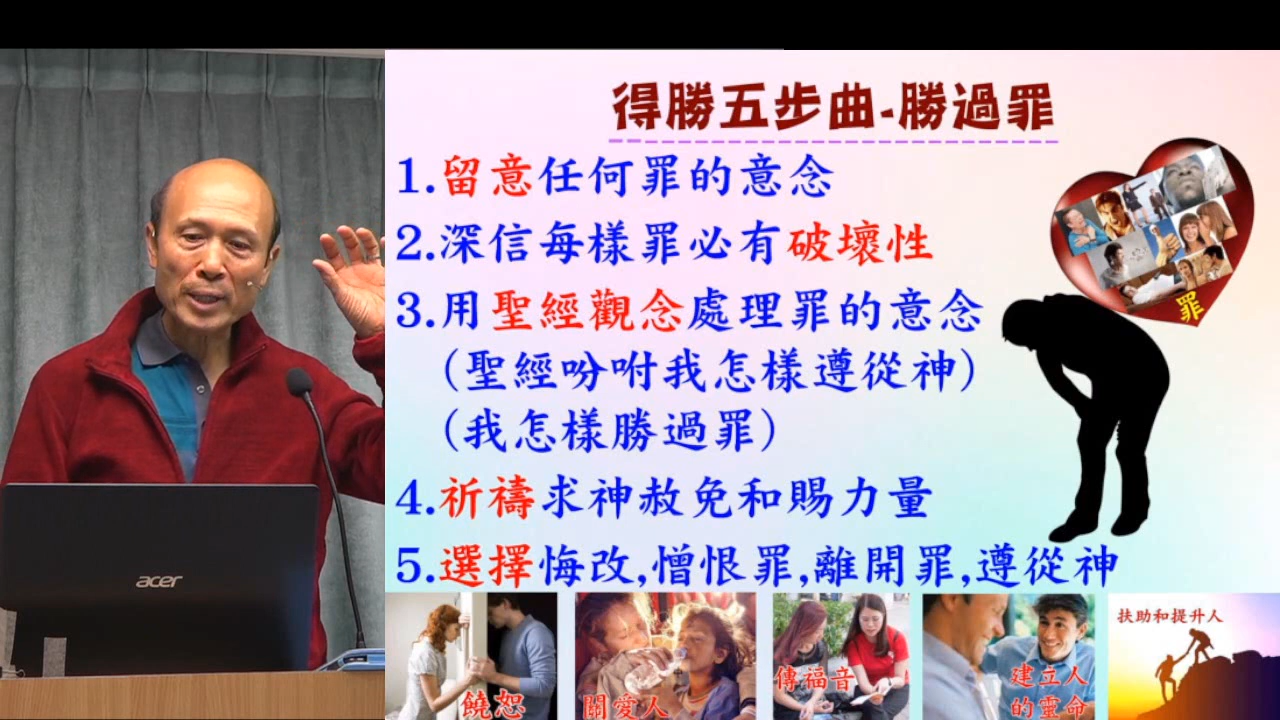 得勝五步曲-勝過罪
1.留意任何罪的意念
2.深信每樣罪必有破壞性
3.用聖經觀念處理罪的意念
(聖經吩咐我怎樣遵從神)
(我怎樣勝過罪)
4.祈禱求神赦免和賜力量
5.選擇悔改,憎恨罪,離開罪,遵從神
罪
acer
饒恕
關愛人
傳福音
建立人
的靈命
扶助和提升人